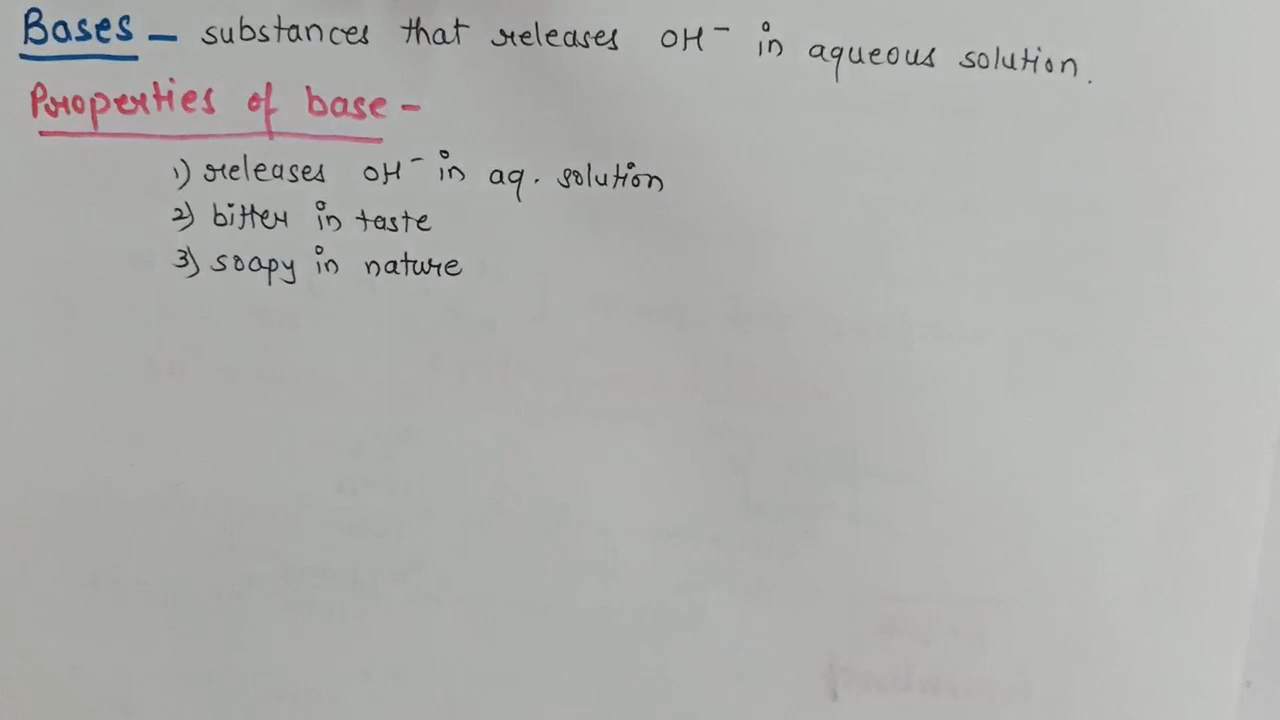 Bases - substances that releases OH⁻ in aqueous solution.
Properties of base -
1) releases OH⁻ in aq. solution
2) bitter in taste
3) soapy in nature